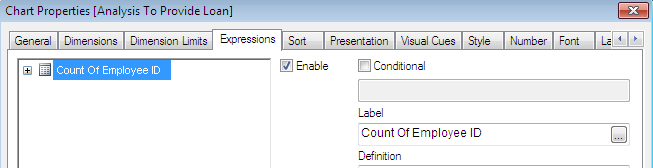 Chart Properties [Analysis To Provide Loan]
General Dimensions Dimension Limits Expressions Sort Presentation Visual Cues Style Number Font La
Count Of Employee ID Enable Conditional
Label
Count Of Employee ID ...
Definition